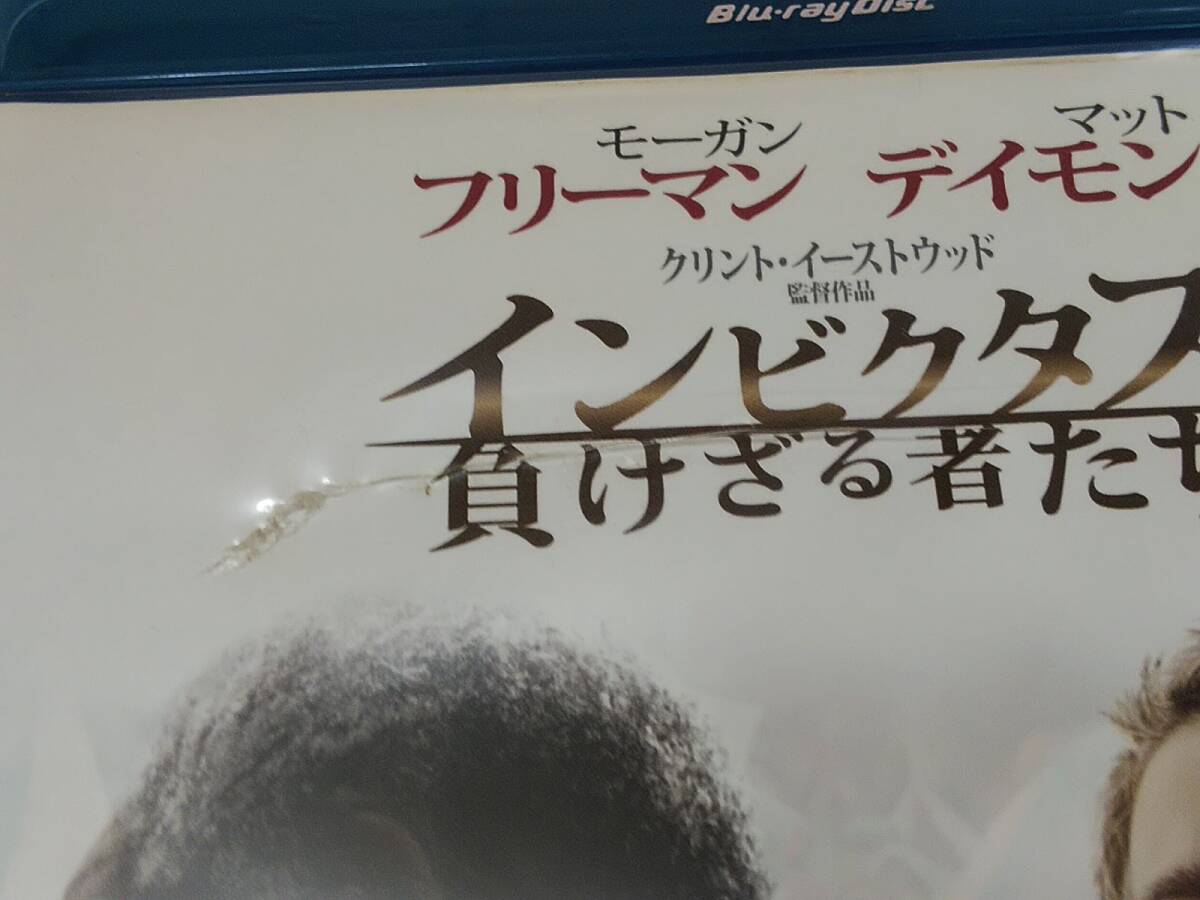 Blu-ray Disc
モーガン マット
フリーマン デイモン
クリント・イーストウッド
監督作品
インビクタス
負けざる者た